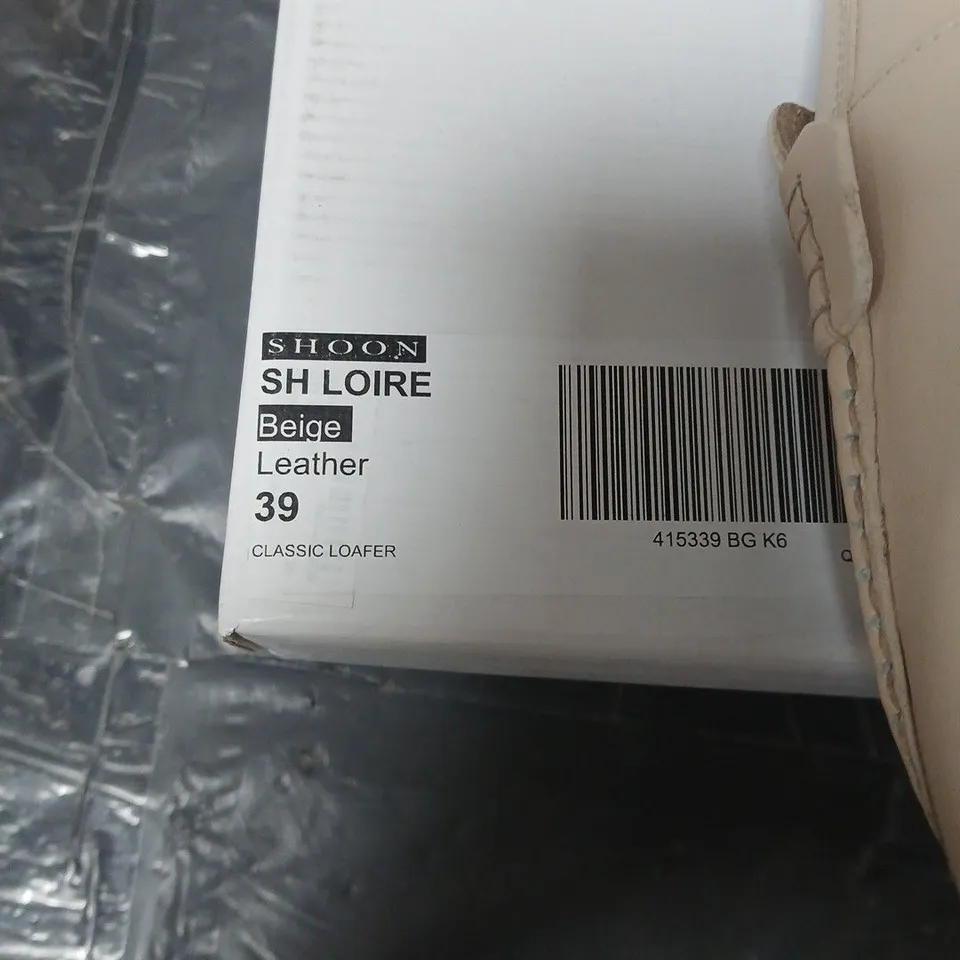 SHOON
SH LOIRE
Beige
Leather
39
CLASSIC LOAFER
415339 BG K6